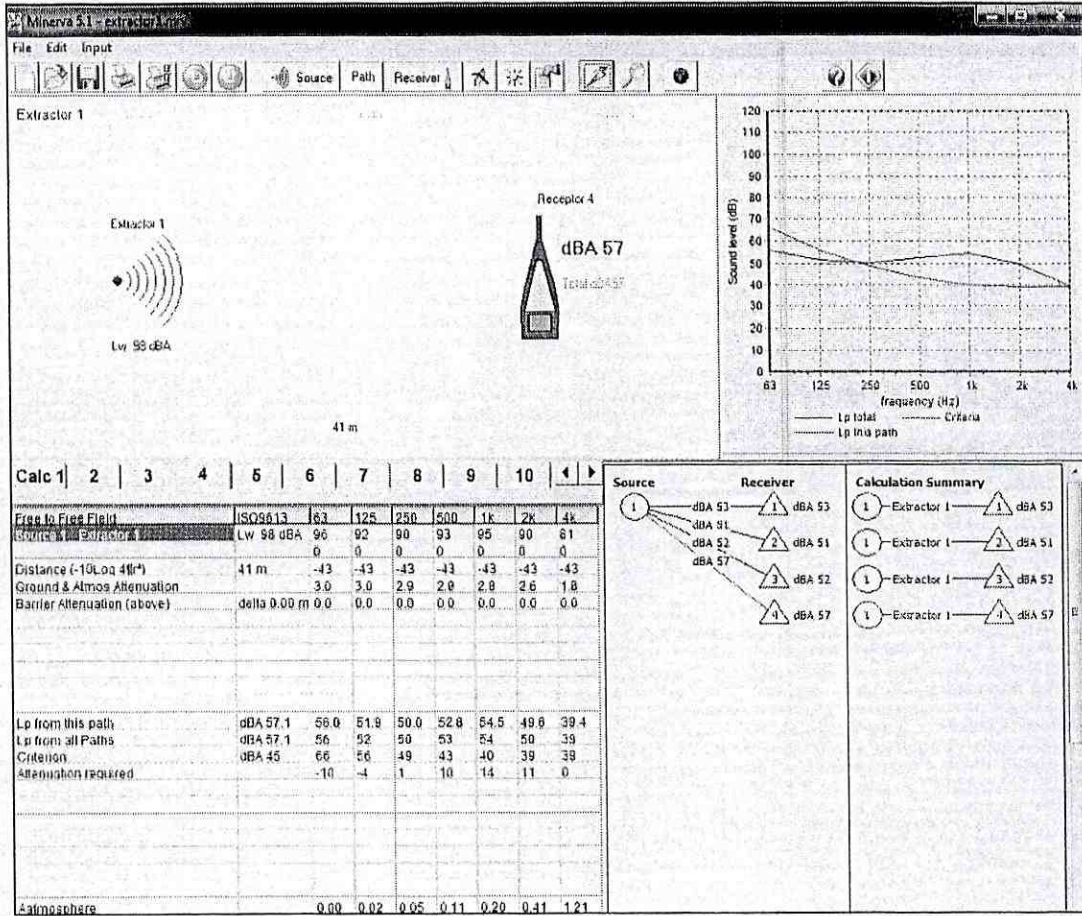 Minerva 5.1 - extractor1
File Edit Input
Source Path Receiver
Extractor 1
Extractor 1
Lw 98 dBA
Receptor 4
dBA 57
Total dBA 57
41 m
Sound level (dB)
120
110
100
90
80
70
60
50
40
30
20
10
0
63 125 250 500 1k 2k 4k
frequency (Hz)
Lp total Criteria
Lp this path
Calc 1 2 3 4 5 6 7 8 9 10
Free to Free Field ISO9613 63 125 250 500 1k 2k 4k
Source 1 Extractor 1 Lw 98 dBA 96 92 90 93 95 90 81
0 0 0 0 0 0 0
Distance (-10Log 41 m -43 -43 -43 -43 -43 -43 -43
Ground & Atmos Attenuation 3.0 3.0 2.9 2.8 2.8 2.6 1.8
Barrier Attenuation (above) delta 0.00 m 0.0 0.0 0.0 0.0 0.0 0.0 0.0
Lp from this path dBA 57.1 56.0 51.9 50.0 52.8 54.5 49.6 39.4
Lp from all Paths dBA 57.1 56 52 50 53 54 50 39
Criterion dBA 45 66 56 49 43 40 39 39
Attenuation required -10 -4 1 10 14 11 0
Aatmosphere 0.00 0.02 0.05 0.11 0.20 0.41 1.21
Source Receiver
1 dBA 53 1 dBA 53
dBA 51 2 dBA 51
dBA 52 3 dBA 52
dBA 57 4 dBA 57
Calculation Summary
1 Extractor 1 1 dBA 53
1 Extractor 1 2 dBA 51
1 Extractor 1 3 dBA 52
1 Extractor 1 4 dBA 57